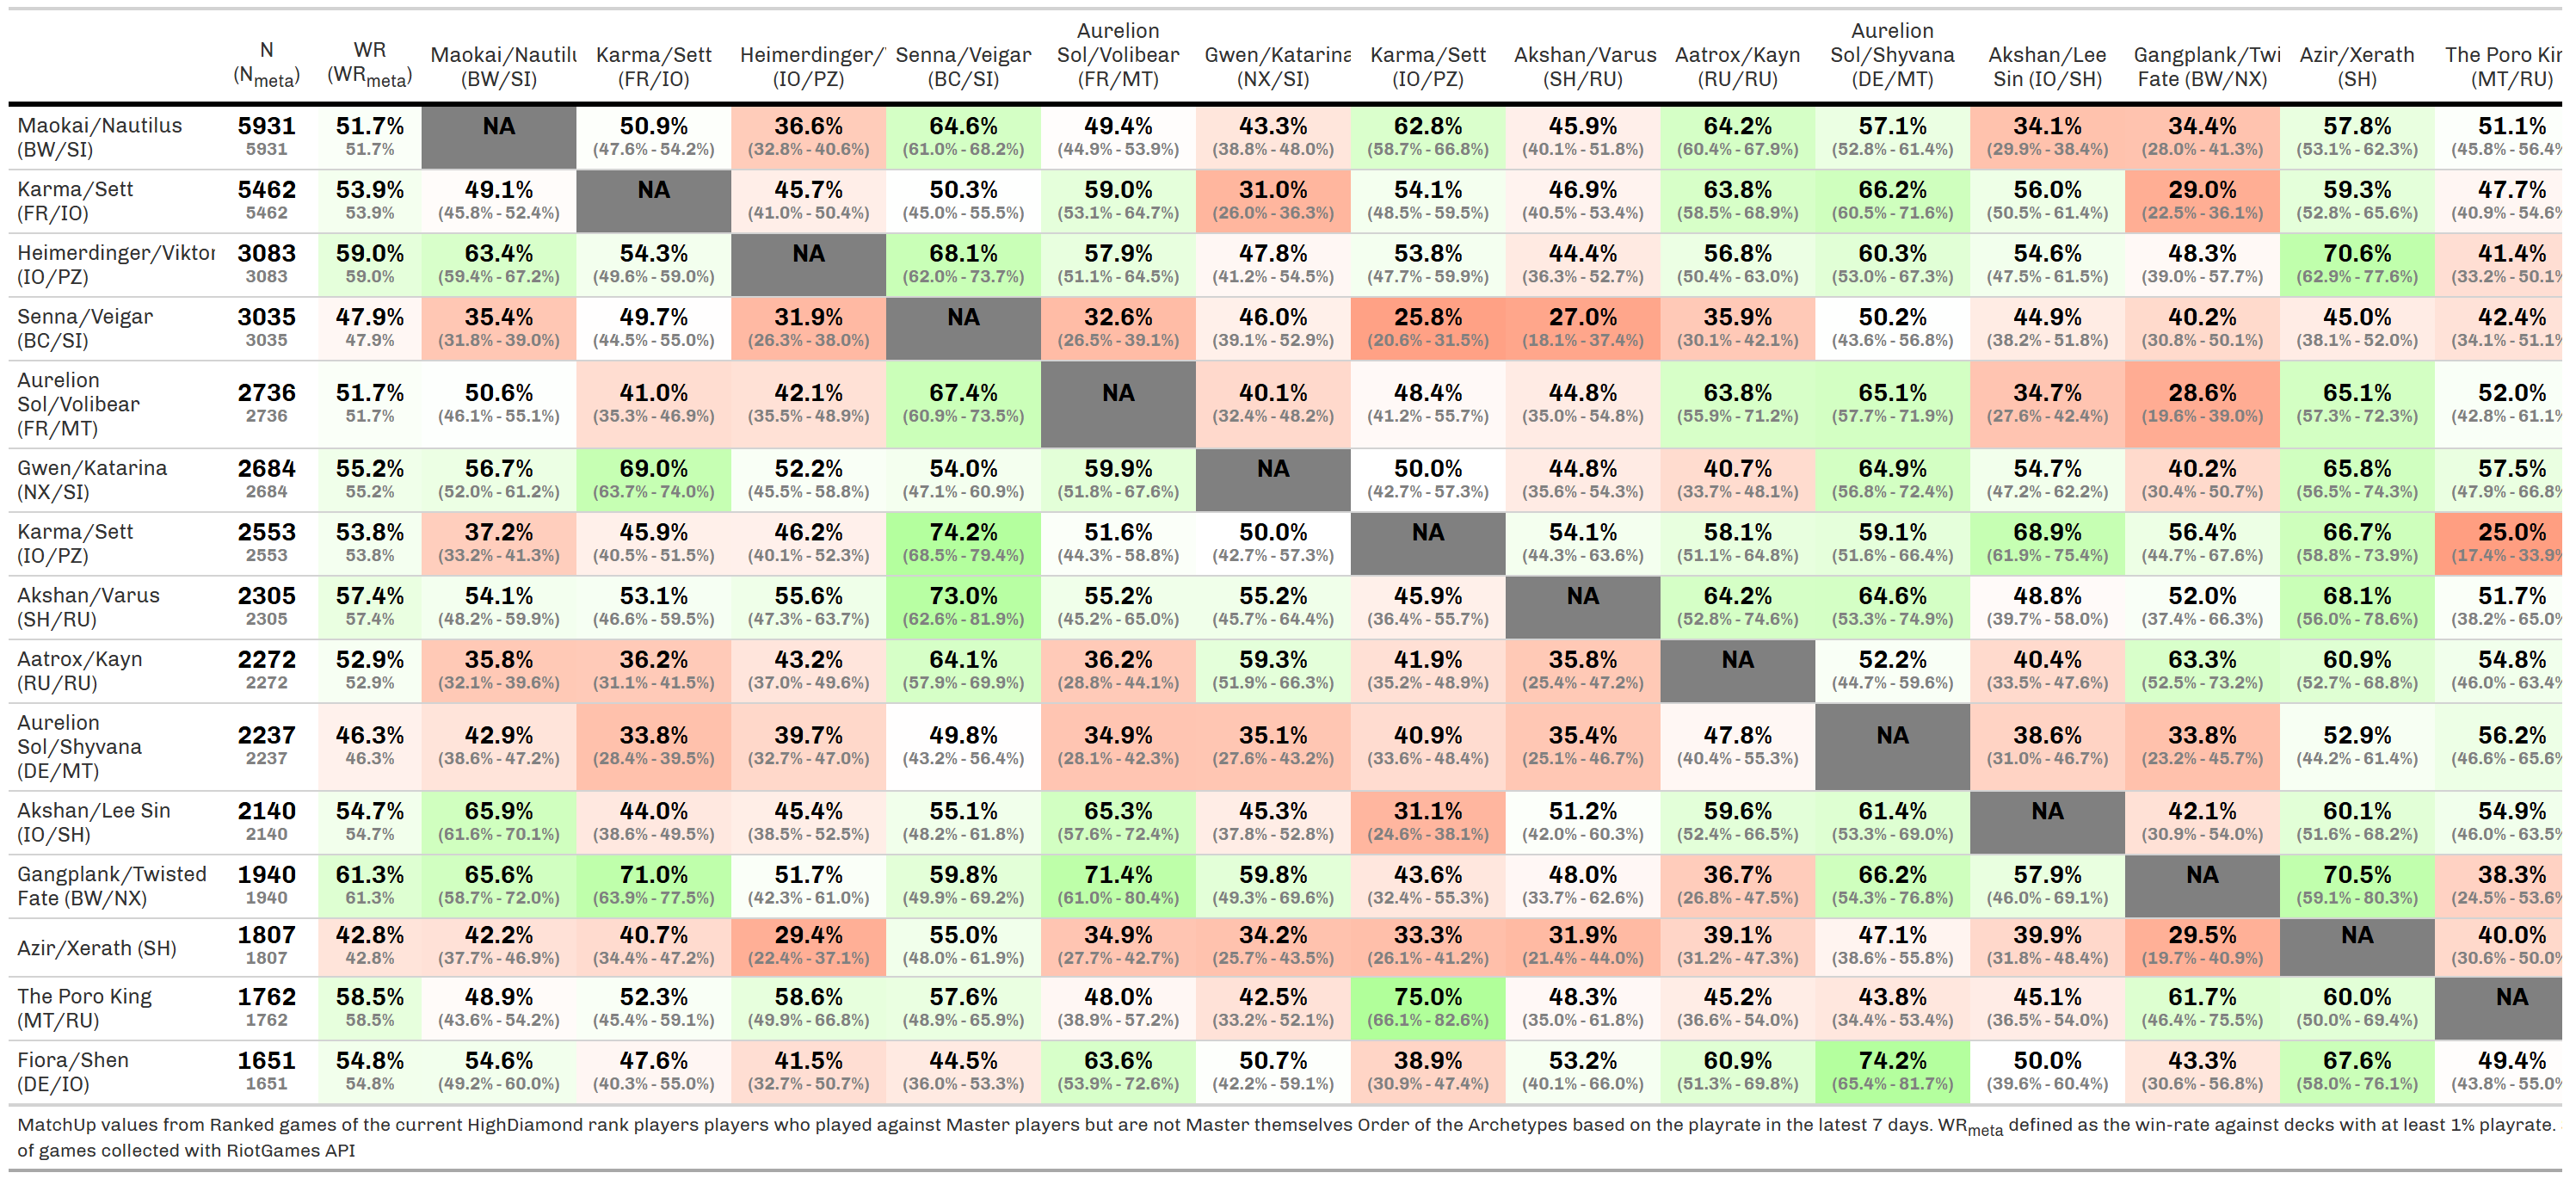 N (Nmeta) WR (WRmeta) Maokai/Nautilu (BW/SI) Karma/Sett (FR/IO) Heimerdinger/ (IO/PZ) Senna/Veigar (BC/SI) Aurelion Sol/Volibear (FR/MT) Gwen/Katarina (NX/SI) Karma/Sett (IO/PZ) Akshan/Varus (SH/RU) Aatrox/Kayn (RU/RU) Aurelion Sol/Shyvana (DE/MT) Akshan/Lee Sin (IO/SH) Gangplank/Twi Fate (BW/NX) Azir/Xerath (SH) The Poro Kin (MT/RU)
Maokai/Nautilus 5931 51.7% NA 50.9% 36.6% 64.6% 49.4% 43.3% 62.8% 45.9% 64.2% 57.1% 34.1% 34.4% 57.8% 51.1%
(BW/SI) 5931 51.7% (47.6% - 54.2%) (32.8% - 40.6%) (61.0% - 68.2%) (44.9% - 53.9%) (38.8% - 48.0%) (58.7% - 66.8%) (40.1% - 51.8%) (60.4% - 67.9%) (52.8% - 61.4%) (29.9% - 38.4%) (28.0% - 41.3%) (53.1% - 62.3%) (45.8% - 56.4%
Karma/Sett 5462 53.9% 49.1% NA 45.7% 50.3% 59.0% 31.0% 54.1% 46.9% 63.8% 66.2% 56.0% 29.0% 59.3% 47.7%
(FR/IO) 5462 53.9% (45.8% - 52.4%) (41.0% - 50.4%) (45.0% - 55.5%) (53.1% - 64.7%) (26.0% - 36.3%) (48.5% - 59.5%) (40.5% - 53.4%) (58.5% - 68.9%) (60.5% - 71.6%) (50.5% - 61.4%) (22.5% - 36.1%) (52.8% - 65.6%) (40.9% - 54.6%
Heimerdinger/Viktor 3083 59.0% 63.4% 54.3% NA 68.1% 57.9% 47.8% 53.8% 44.4% 56.8% 60.3% 54.6% 48.3% 70.6% 41.4%
(IO/PZ) 3083 59.0% (59.4% - 67.2%) (49.6% - 59.0%) (62.0% - 73.7%) (51.1% - 64.5%) (41.2% - 54.5%) (47.7% - 59.9%) (36.3% - 52.7%) (50.4% - 63.0%) (53.0% - 67.3%) (47.5% - 61.5%) (39.0% - 57.7%) (62.9% - 77.6%) (33.2% - 50.1%
Senna/Veigar 3035 47.9% 35.4% 49.7% 31.9% NA 32.6% 46.0% 25.8% 27.0% 35.9% 50.2% 44.9% 40.2% 45.0% 42.4%
(BC/SI) 3035 47.9% (31.8% - 39.0%) (44.5% - 55.0%) (26.3% - 38.0%) (26.5% - 39.1%) (39.1% - 52.9%) (20.6% - 31.5%) (18.1% - 37.4%) (30.1% - 42.1%) (43.6% - 56.8%) (38.2% - 51.8%) (30.8% - 50.1%) (38.1% - 52.0%) (34.1% - 51.1%
Aurelion
Sol/Volibear 2736 51.7% 50.6% 41.0% 42.1% 67.4% NA 40.1% 48.4% 44.8% 63.8% 65.1% 34.7% 28.6% 65.1% 52.0%
(FR/MT) 2736 51.7% (46.1% - 55.1%) (35.3% - 46.9%) (35.5% - 48.9%) (60.9% - 73.5%) (32.4% - 48.2%) (41.2% - 55.7%) (35.0% - 54.8%) (55.9% - 71.2%) (57.7% - 71.9%) (27.6% - 42.4%) (19.6% - 39.0%) (57.3% - 72.3%) (42.8% - 61.1%
Gwen/Katarina 2684 55.2% 56.7% 69.0% 52.2% 54.0% 59.9% NA 50.0% 44.8% 40.7% 64.9% 54.7% 40.2% 65.8% 57.5%
(NX/SI) 2684 55.2% (52.0% - 61.2%) (63.7% - 74.0%) (45.5% - 58.8%) (47.1% - 60.9%) (51.8% - 67.6%) (42.7% - 57.3%) (35.6% - 54.3%) (33.7% - 48.1%) (56.8% - 72.4%) (47.2% - 62.2%) (30.4% - 50.7%) (56.5% - 74.3%) (47.9% - 66.8%
Karma/Sett 2553 53.8% 37.2% 45.9% 46.2% 74.2% 51.6% 50.0% NA 54.1% 58.1% 59.1% 68.9% 56.4% 66.7% 25.0%
(IO/PZ) 2553 53.8% (33.2% - 41.3%) (40.5% - 51.5%) (40.1% - 52.3%) (68.5% - 79.4%) (44.3% - 58.8%) (42.7% - 57.3%) (44.3% - 63.6%) (51.1% - 64.8%) (51.6% - 66.4%) (61.9% - 75.4%) (44.7% - 67.6%) (58.8% - 73.9%) (17.4% - 33.9%
Akshan/Varus 2305 57.4% 54.1% 53.1% 55.6% 73.0% 55.2% 55.2% 45.9% NA 64.2% 64.6% 48.8% 52.0% 68.1% 51.7%
(SH/RU) 2305 57.4% (48.2% - 59.9%) (46.6% - 59.5%) (47.3% - 63.7%) (62.6% - 81.9%) (45.2% - 65.0%) (45.7% - 64.4%) (36.4% - 55.7%) (52.8% - 74.6%) (53.3% - 74.9%) (39.7% - 58.0%) (37.4% - 66.3%) (56.0% - 78.6%) (38.2% - 65.0%
Aatrox/Kayn 2272 52.9% 35.8% 36.2% 43.2% 64.1% 36.2% 59.3% 41.9% 35.8% NA 52.2% 40.4% 63.3% 60.9% 54.8%
(RU/RU) 2272 52.9% (32.1% - 39.6%) (31.1% - 41.5%) (37.0% - 49.6%) (57.9% - 69.9%) (28.8% - 44.1%) (51.9% - 66.3%) (35.2% - 48.9%) (25.4% - 47.2%) (44.7% - 59.6%) (33.5% - 47.6%) (52.5% - 73.2%) (52.7% - 68.8%) (46.0% - 63.4%
Aurelion
Sol/Shyvana 2237 46.3% 42.9% 33.8% 39.7% 49.8% 34.9% 35.1% 40.9% 35.4% 47.8% NA 38.6% 33.8% 52.9% 56.2%
(DE/MT) 2237 46.3% (38.6% - 47.2%) (28.4% - 39.5%) (32.7% - 47.0%) (43.2% - 56.4%) (28.1% - 42.3%) (27.6% - 43.2%) (33.6% - 48.4%) (25.1% - 46.7%) (40.4% - 55.3%) (31.0% - 46.7%) (23.2% - 45.7%) (44.2% - 61.4%) (46.6% - 65.6%
Akshan/Lee Sin 2140 54.7% 65.9% 44.0% 45.4% 55.1% 65.3% 45.3% 31.1% 51.2% 59.6% 61.4% NA 42.1% 60.1% 54.9%
(IO/SH) 2140 54.7% (61.6% - 70.1%) (38.6% - 49.5%) (38.5% - 52.5%) (48.2% - 61.8%) (57.6% - 72.4%) (37.8% - 52.8%) (24.6% - 38.1%) (42.0% - 60.3%) (52.4% - 66.5%) (53.3% - 69.0%) (30.9% - 54.0%) (51.6% - 68.2%) (46.0% - 63.5%
Gangplank/Twisted 1940 61.3% 65.6% 71.0% 51.7% 59.8% 71.4% 59.8% 43.6% 48.0% 36.7% 66.2% 57.9% NA 70.5% 38.3%
Fate (BW/NX) 1940 61.3% (58.7% - 72.0%) (63.9% - 77.5%) (42.3% - 61.0%) (49.9% - 69.2%) (61.0% - 80.4%) (49.3% - 69.6%) (32.4% - 55.3%) (33.7% - 62.6%) (26.8% - 47.5%) (54.3% - 76.8%) (46.0% - 69.1%) (59.1% - 80.3%) (24.5% - 53.6%
Azir/Xerath (SH) 1807 42.8% 42.2% 40.7% 29.4% 55.0% 34.9% 34.2% 33.3% 31.9% 39.1% 47.1% 39.9% 29.5% NA 40.0%
1807 42.8% (37.7% - 46.9%) (34.4% - 47.2%) (22.4% - 37.1%) (48.0% - 61.9%) (27.7% - 42.7%) (25.7% - 43.5%) (26.1% - 41.2%) (21.4% - 44.0%) (31.2% - 47.3%) (38.6% - 55.8%) (31.8% - 48.4%) (19.7% - 40.9%) (30.6% - 50.0%
The Poro King 1762 58.5% 48.9% 52.3% 58.6% 57.6% 48.0% 42.5% 75.0% 48.3% 45.2% 43.8% 45.1% 61.7% 60.0% NA
(MT/RU) 1762 58.5% (43.6% - 54.2%) (45.4% - 59.1%) (49.9% - 66.8%) (48.9% - 65.9%) (38.9% - 57.2%) (33.2% - 52.1%) (66.1% - 82.6%) (35.0% - 61.8%) (36.6% - 54.0%) (34.4% - 53.4%) (36.5% - 54.0%) (46.4% - 75.5%) (50.0% - 69.4%)
Fiora/Shen 1651 54.8% 54.6% 47.6% 41.5% 44.5% 63.6% 50.7% 38.9% 53.2% 60.9% 74.2% 50.0% 43.3% 67.6% 49.4%
(DE/IO) 1651 54.8% (49.2% - 60.0%) (40.3% - 55.0%) (32.7% - 50.7%) (36.0% - 53.3%) (53.9% - 72.6%) (42.2% - 59.1%) (30.9% - 47.4%) (40.1% - 66.0%) (51.3% - 69.8%) (65.4% - 81.7%) (39.6% - 60.4%) (30.6% - 56.8%) (58.0% - 76.1%) (43.8% - 55.0%
MatchUp values from Ranked games of the current HighDiamond rank players players who played against Master players but are not Master themselves Order of the Archetypes based on the playrate in the latest 7 days. WRmeta defined as the win-rate against decks with at least 1% playrate.
of games collected with RiotGames API